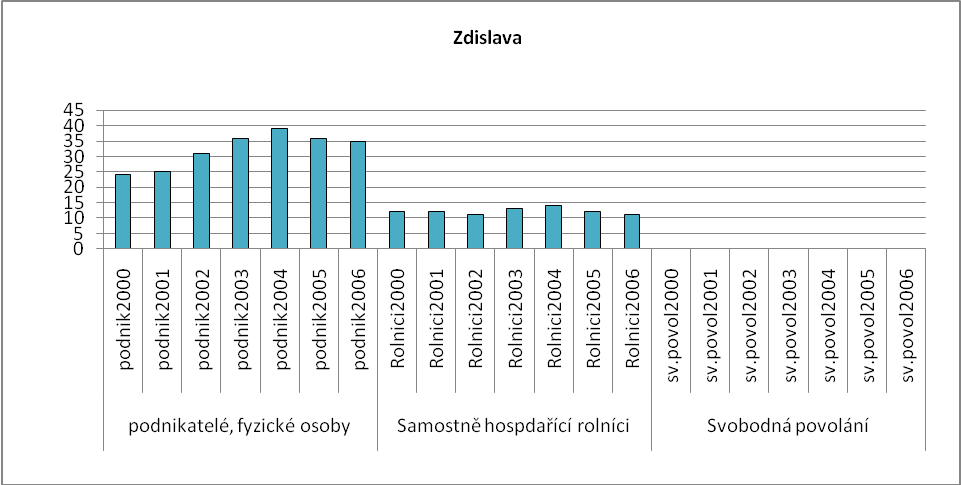 Zdislava
45
40
35
30
25
20
15
10
5
0
podnik2000
podnik2001
podnik2002
podnik2003
podnik2004
podnik2005
podnik2006
Rolnici2000
Rolnici2001
Rolnici2002
Rolnici2003
Rolnici2004
Rolnici2005
Rolnici2006
sv.povol2000
sv.povol2001
sv.povol2002
sv.povol2003
sv.povol2004
sv.povol2005
sv.povol2006
podnikatelé, fyzické osoby
Samostně hospdařící rolníci
Svobodná povolání